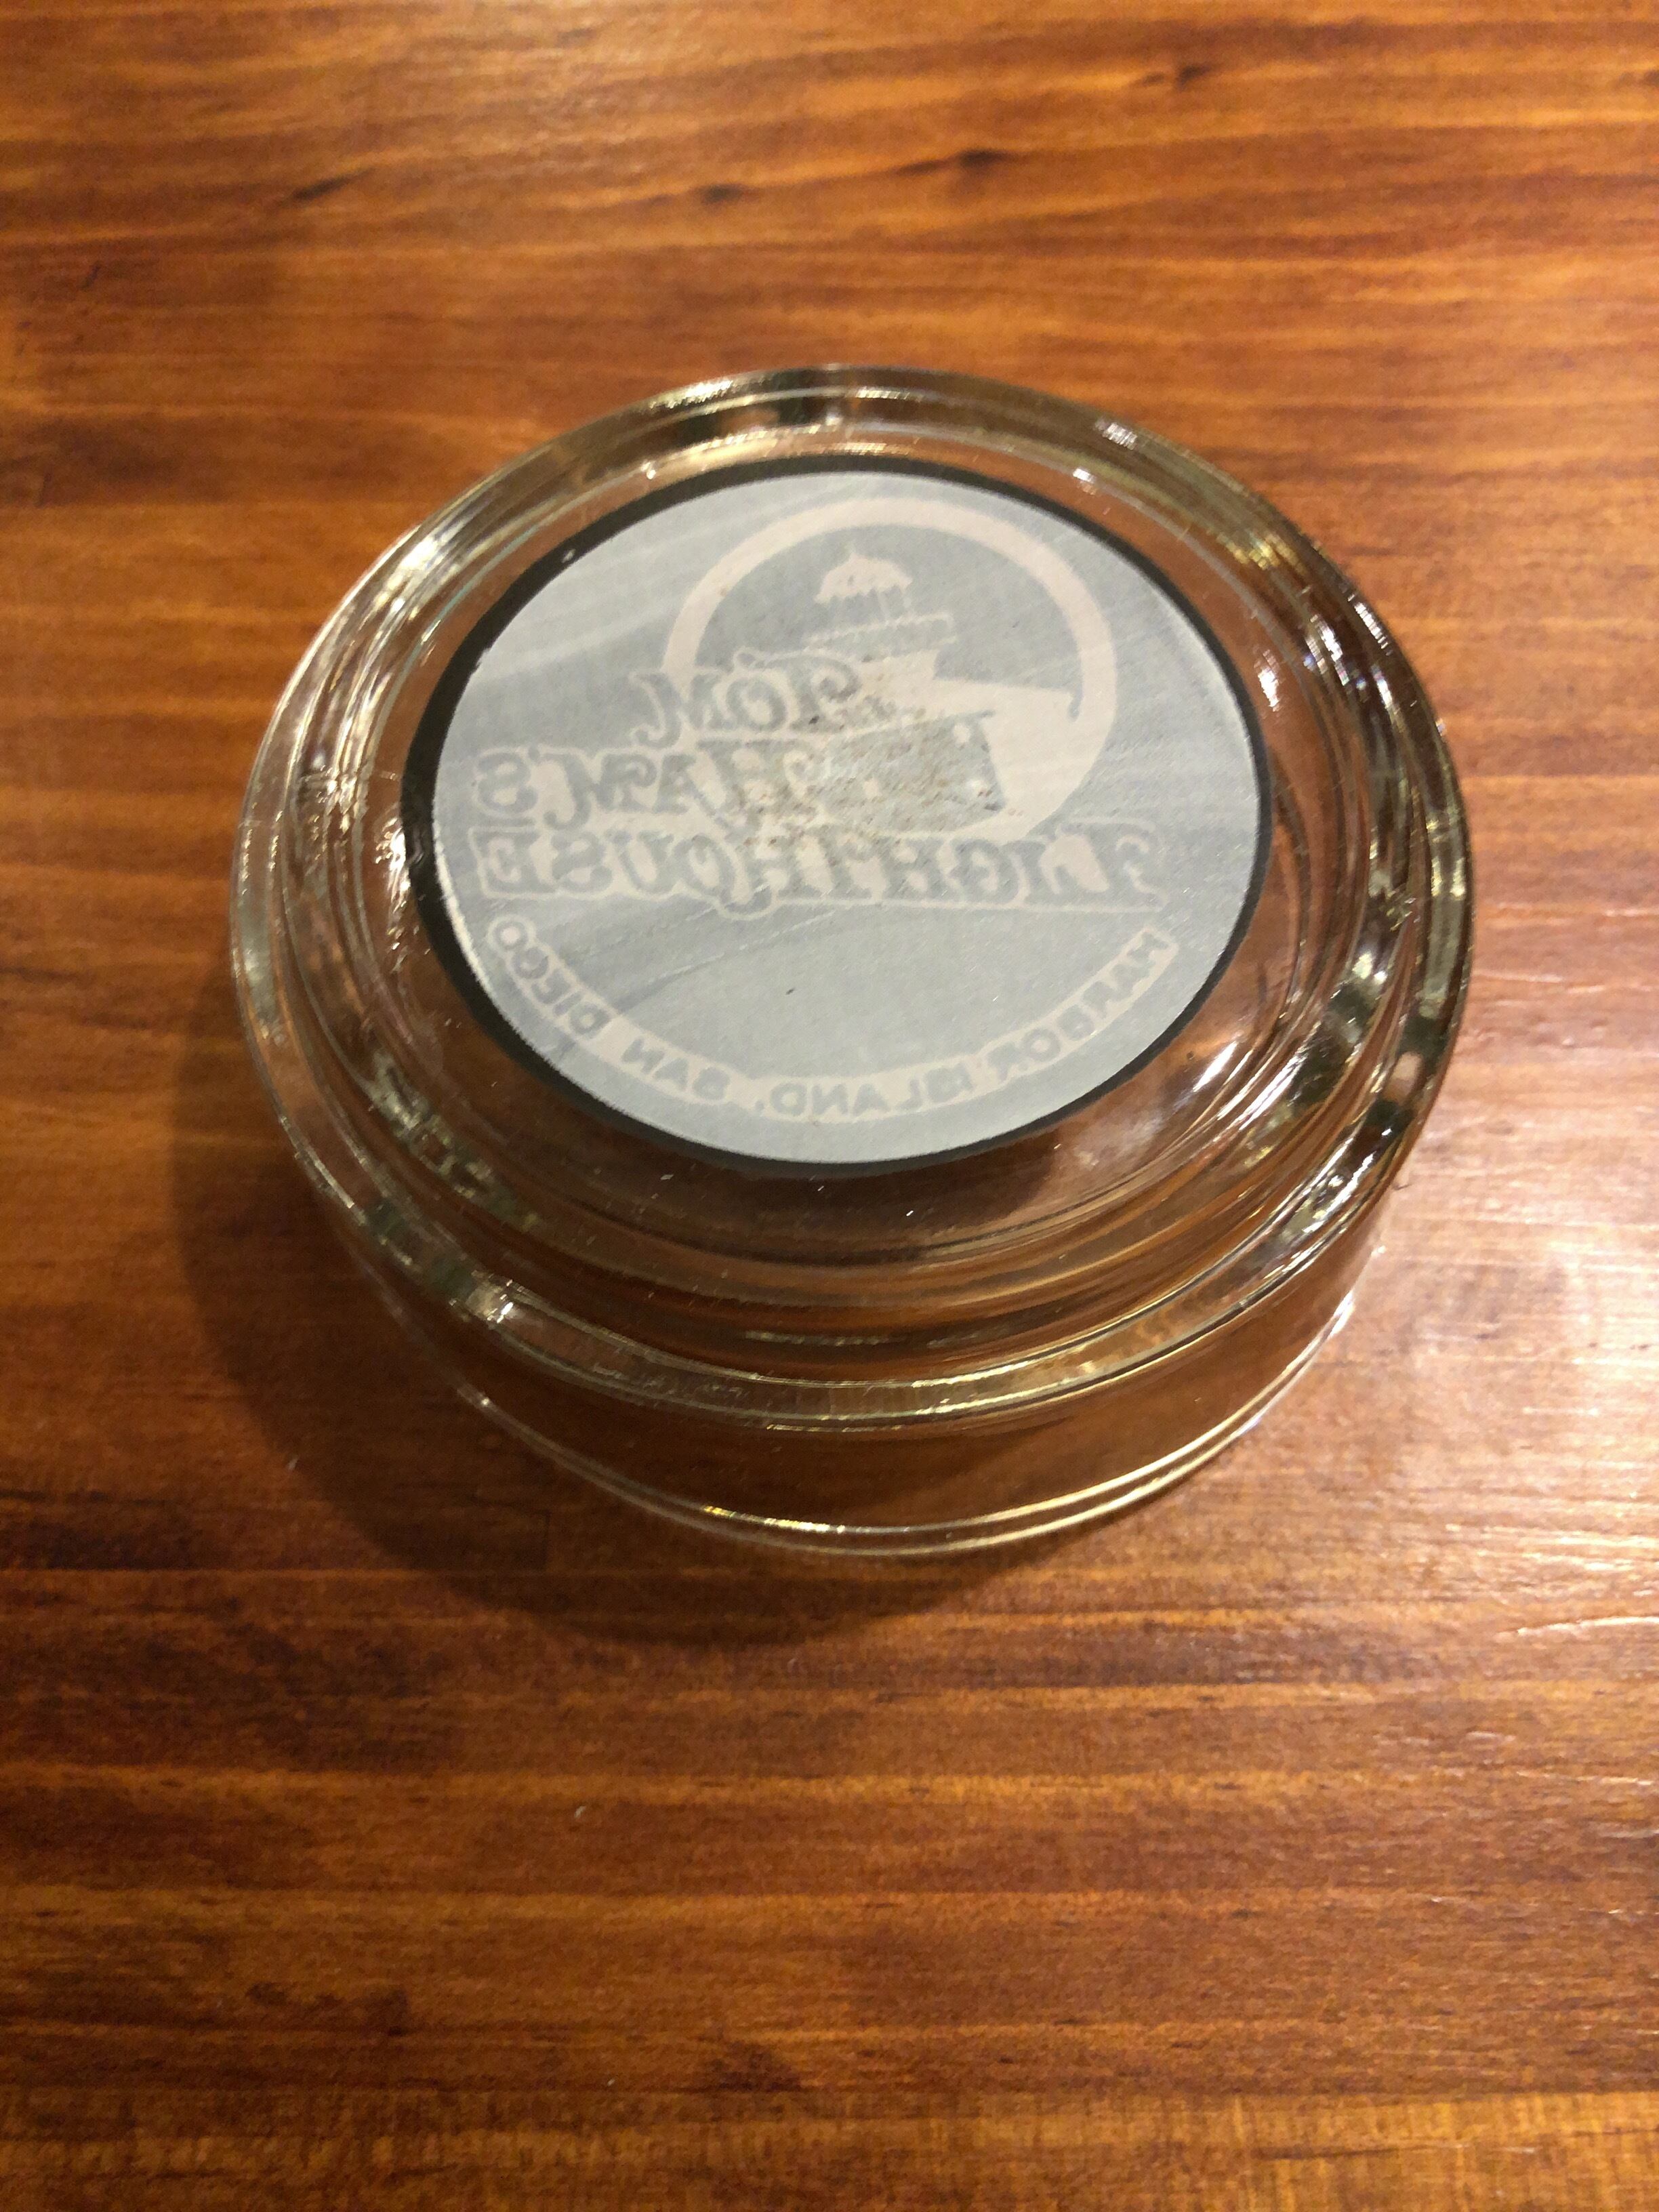 TOM
HAM'S
LIGHTHOUSE
HARBOR ISLAND, SAN DIEGO